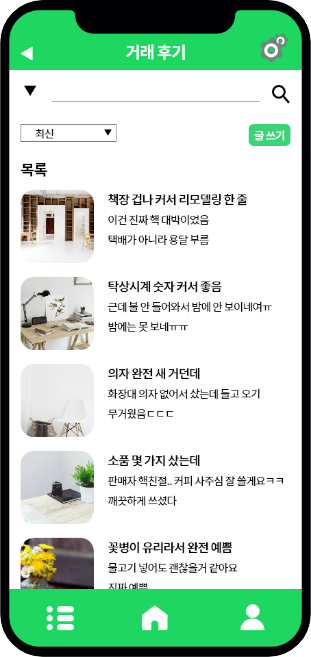 거래 후기
최신
글 쓰기
목록
책장 겁나 커서 리모델링 한 줄
이건 진짜 핵 대박이었음
택배가 아니라 용달 부름
탁상시계 숫자 커서 좋음
근데 불 안 들어와서 밤에 안 보이네여ㅠ
밤에는 못 보네ㅠㅠ
의자 완전 새 거던데
화장대 의자 없어서 샀는데 들고 오기
무거웠음ㄷㄷㄷ
소품 몇 가지 샀는데
판매자 핵친절.. 커피 사주심 잘 쓸게요ㅋㅋ
깨끗하게 쓰셨다
꽃병이 유리라서 완전 예쁨
물고기 넣어도 괜찮을거 같아요
진짜 예쁨